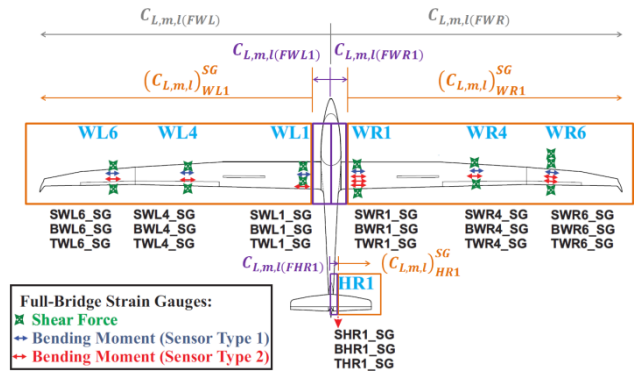 C_{L,m,l(FWL)} C_{L,m,l(FWR)}
C_{L,m,l(FWL1)} C_{L,m,l(FWR1)}
(C_{L,m,l})^{SG}_{WL1} (C_{L,m,l})^{SG}_{WR1}
WL6 WL4 WL1 WR1 WR4 WR6
SWL6_SG SWL4_SG SWL1_SG SWR1_SG SWR4_SG SWR6_SG
BWL6_SG BWL4_SG BWL1_SG BWR1_SG BWR4_SG BWR6_SG
TWL6_SG TWL4_SG TWL1_SG TWR1_SG TWR4_SG TWR6_SG
C_{L,m,l(FHR1)} (C_{L,m,l})^{SG}_{HR1}
HR1
Full-Bridge Strain Gauges:
Shear Force
Bending Moment (Sensor Type 1)
Bending Moment (Sensor Type 2)
SHR1_SG
BHR1_SG
THR1_SG